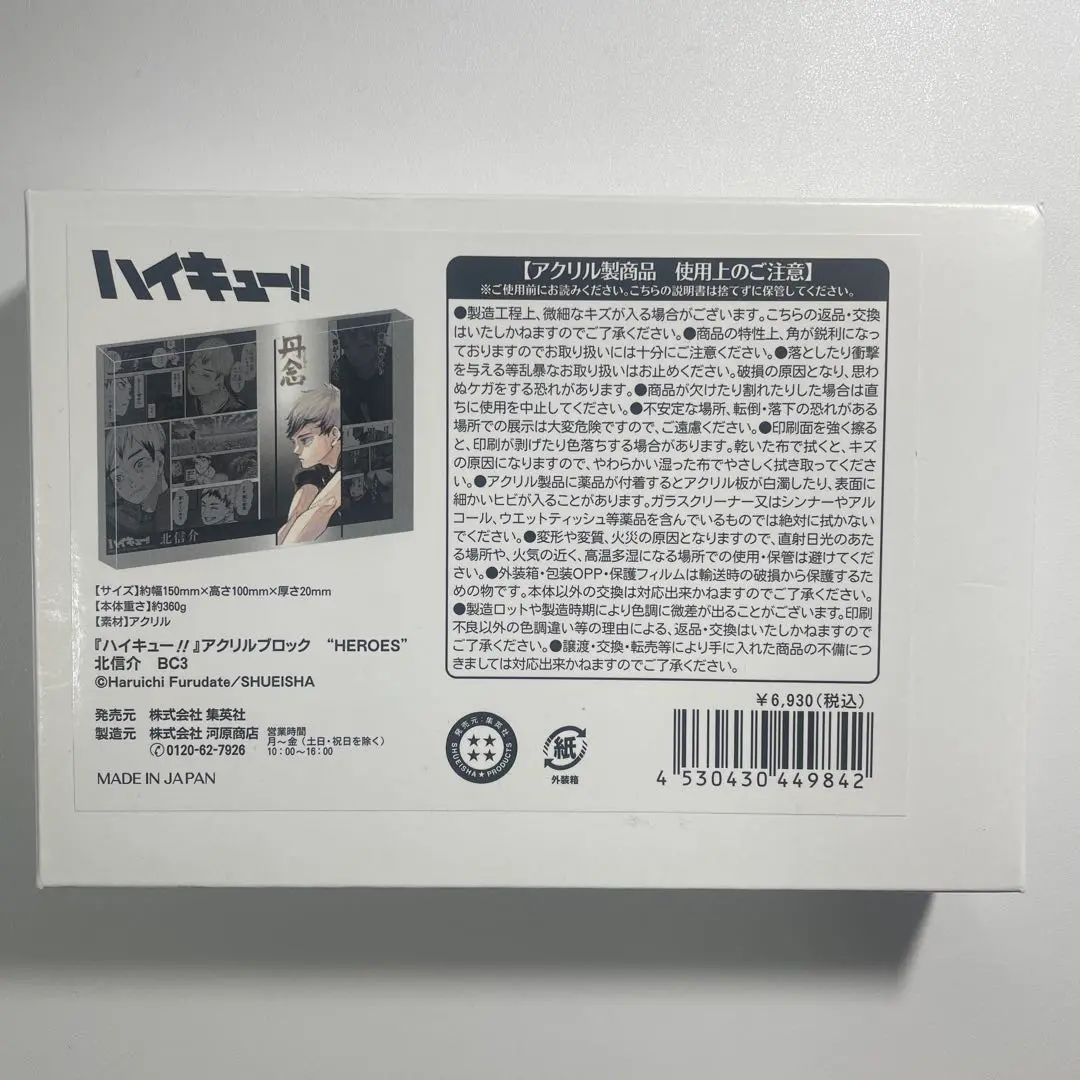 ハイキュー!!
丹念
ハイキュー!! 北信介
【サイズ】約幅150mm×高さ100mm×厚さ20mm
【本体重さ】約360g
【素材】アクリル
『ハイキュー!!』アクリルブロック “HEROES”
北信介 BC3
©Haruichi Furudate/SHUEISHA
発売元 株式会社 集英社
製造元 株式会社 河原商店 営業時間
月〜金（土日・祝日を除く）
0120-62-7926 10：00〜16：00
MADE IN JAPAN
【アクリル製商品 使用上のご注意】
※ご使用前にお読みください。こちらの説明書は捨てずに保管してください。
●製造工程上、微細なキズが入る場合がございます。こちらの返品・交換
はいたしかねますのでご了承ください。●商品の特性上、角が鋭利になっ
ておりますのでお取り扱いには十分にご注意ください。●落としたり衝撃
を与える等乱暴なお取り扱いはお止めください。破損の原因となり、思わ
ぬケガをする恐れがあります。●商品が欠けたり割れたりした場合は直
ちに使用を中止してください。●不安定な場所、転倒・落下の恐れがある
場所での展示は大変危険ですので、ご遠慮ください。●印刷面を強く擦る
と、印刷が剥げたり色落ちする場合があります。乾いた布で拭くと、キズ
の原因になりますので、やわらかい湿った布でやさしく拭き取ってくださ
い。●アクリル製品に薬品が付着するとアクリル板が白濁したり、表面に
細かいヒビが入ることがあります。ガラスクリーナー又はシンナーやアル
コール、ウエットティッシュ等薬品を含んでいるものでは絶対に拭かない
でください。●変形や変質、火災の原因となりますので、直射日光のあた
る場所や、火気の近く、高温多湿になる場所での使用・保管は避けてくだ
さい。●外装箱・包装OPP・保護フィルムは輸送時の破損から保護するた
めの物です。本体以外の交換は対応出来かねますのでご了承ください。
●製造ロットや製造時期により色調に微差が出ることがございます。印刷
不良以外の色調違い等の理由による、返品・交換はいたしかねますので
ご了承ください。●譲渡・交換・転売等により手に入れた商品の不備につ
きましては対応出来かねますのでご了承ください。
￥6,930（税込）
発売元：集英社
SHUEISHA★PRODUCTS
紙
外装箱
4 530430 449842